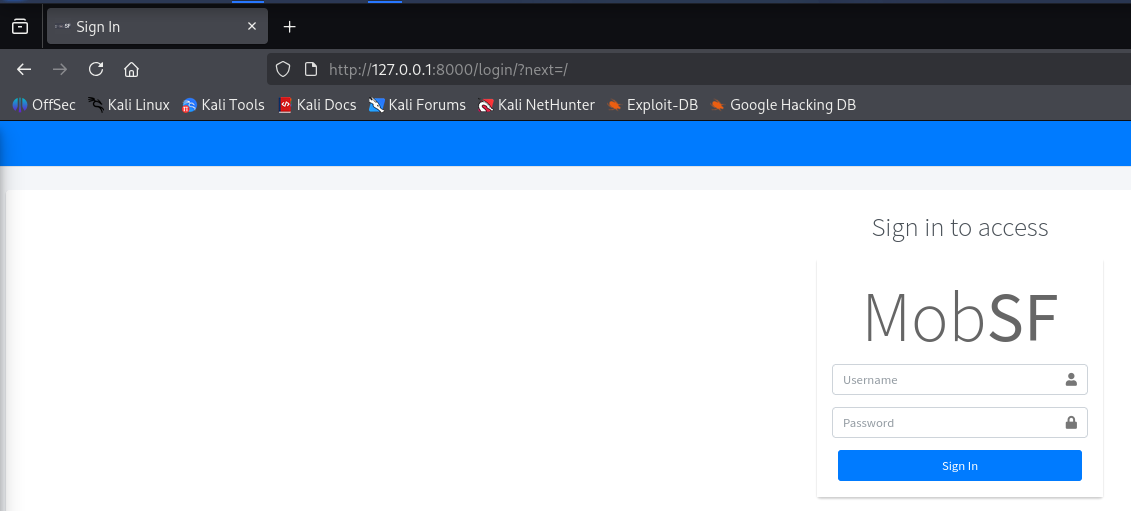 Sign In
http://127.0.0.1:8000/login/?next=/
OffSec Kali Linux Kali Tools Kali Docs Kali Forums Kali NetHunter Exploit-DB Google Hacking DB
Sign in to access
MobSF
Username
Password
Sign In